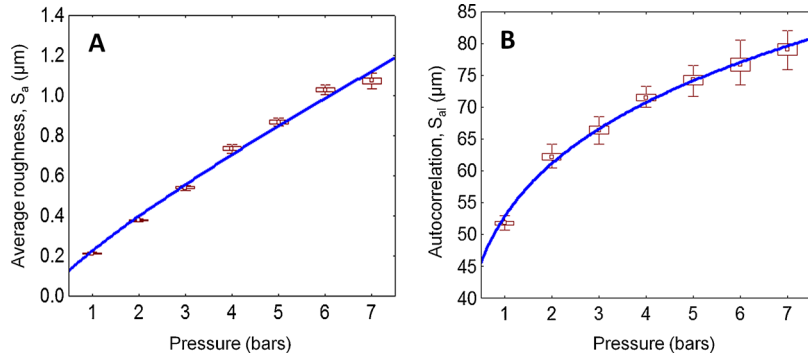 A
Average roughness, Sₐ (µm)
1.4
1.2
1.0
0.8
0.6
0.4
0.2
0.0
1 2 3 4 5 6 7
Pressure (bars)
B
Autocorrelation, Sal (µm)
85
80
75
70
65
60
55
50
45
40
1 2 3 4 5 6 7
Pressure (bars)